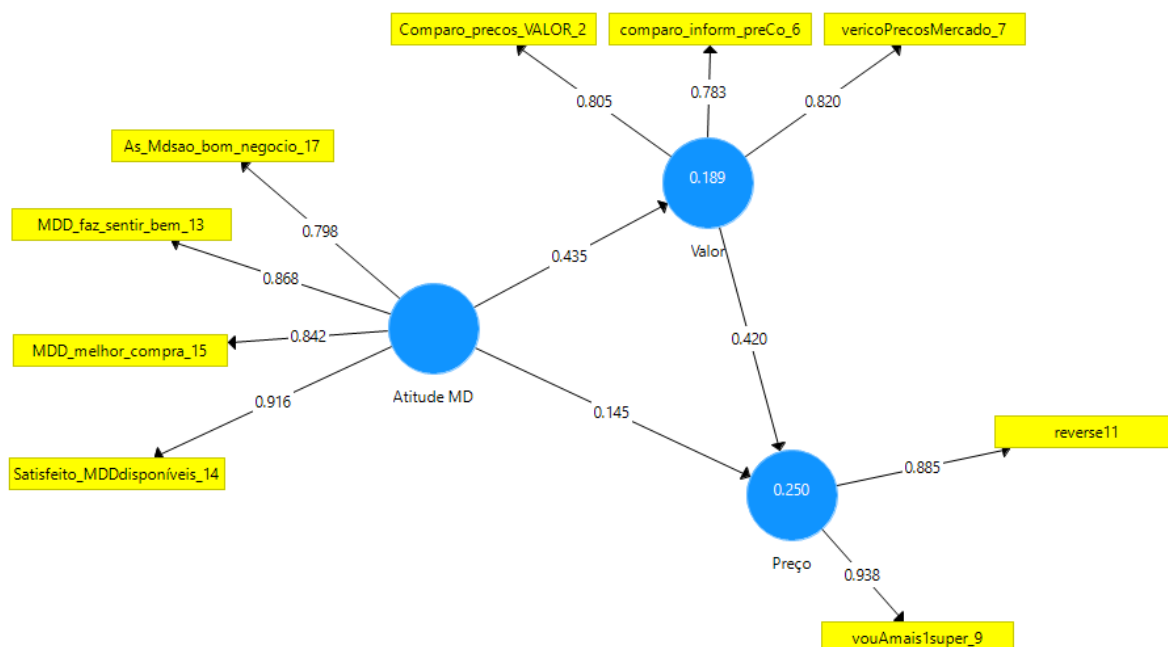 Comparo_precos_VALOR_2
comparo_inform_preCo_6
vericoPrecosMercado_7
0.805
0.783
0.820
As_Mdsao_bom_negocio_17
0.189
Valor
MDD_faz_sentir_bem_13
0.798
0.868
0.435
MDD_melhor_compra_15
0.842
0.420
Atitude MD
0.916
0.145
Satisfeito_MDDdisponíveis_14
reverse11
0.885
0.250
Preço
0.938
vouAmais1super_9